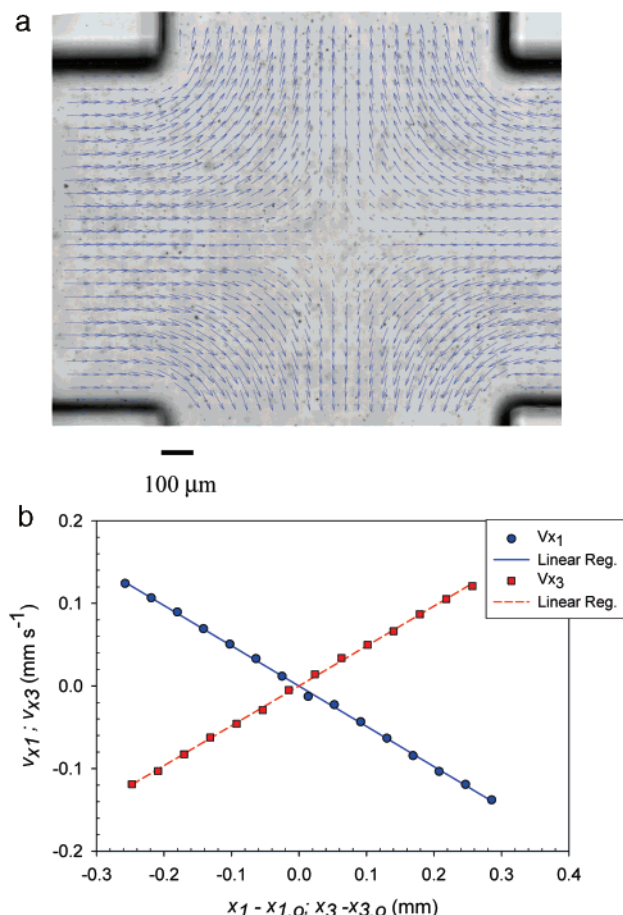 a
100 μm
b
Vx1
Linear Reg.
Vx3
Linear Reg.
0.2
0.1
0.0
-0.1
-0.2
vx1 ; vx3 (mm s-1)
-0.3 -0.2 -0.1 0.0 0.1 0.2 0.3 0.4
x1 - x1,o; x3 -x3,o (mm)